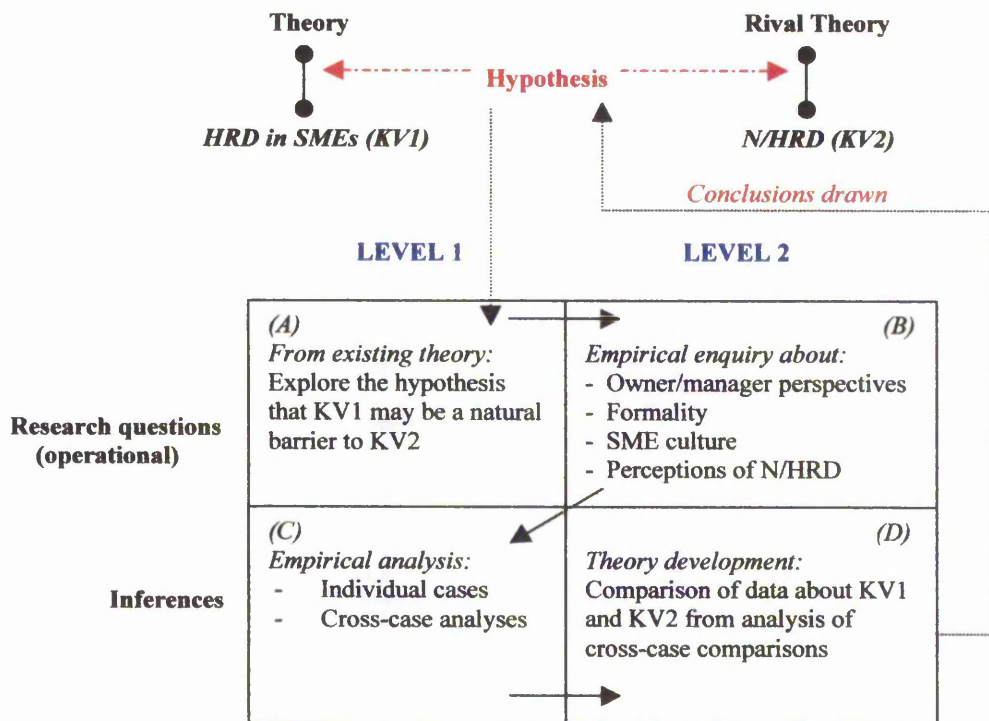 Theory
Rival Theory
Hypothesis
HRD in SMEs (KV1)
N/HRD (KV2)
Conclusions drawn
LEVEL 1
LEVEL 2
Research questions
(operational)
(A)
From existing theory:
Explore the hypothesis
that KV1 may be a natural
barrier to KV2
(B)
Empirical enquiry about:
- Owner/manager perspectives
- Formality
- SME culture
- Perceptions of N/HRD
Inferences
(C)
Empirical analysis:
- Individual cases
- Cross-case analyses
(D)
Theory development:
Comparison of data about KV1
and KV2 from analysis of
cross-case comparisons